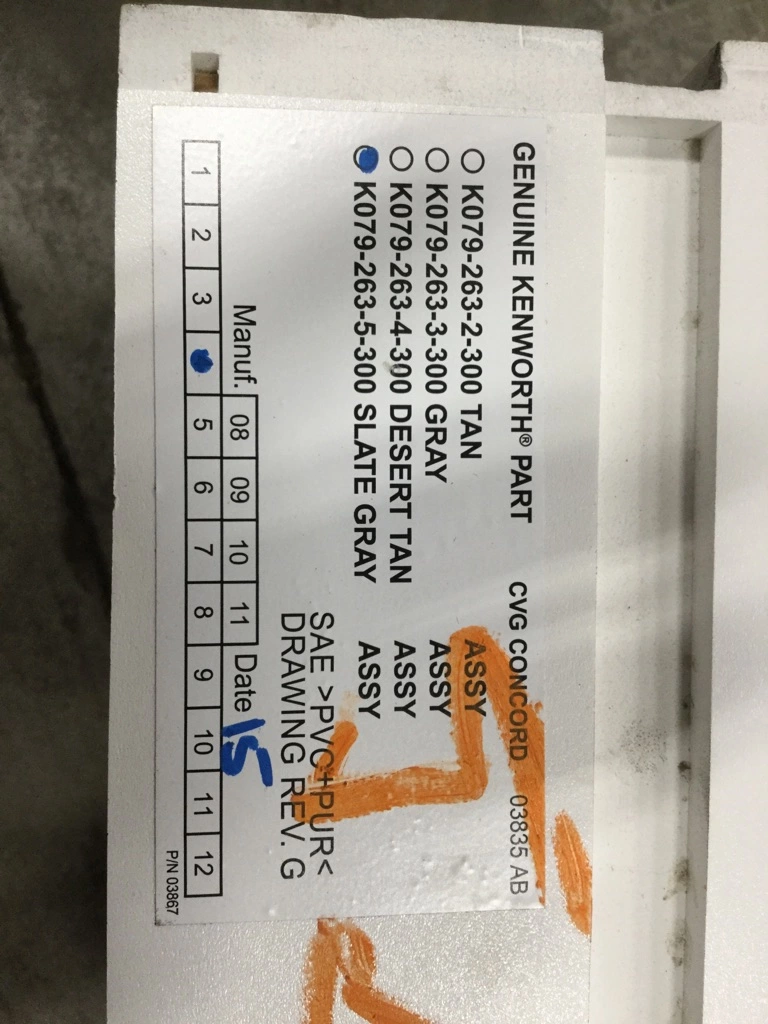 GENUINE KENWORTH® PART CVG CONCORD 03835 AB
K079-263-2-300 TAN ASSY
K079-263-3-300 GRAY ASSY
K079-263-4-300 DESERT TAN ASSY
K079-263-5-300 SLATE GRAY ASSY
SAE >PVC+PUR<
DRAWING REV. G
Manuf. 08 09 10 11 Date 15
1 2 3 5 6 7 8 9 10 11 12
P/N 03867